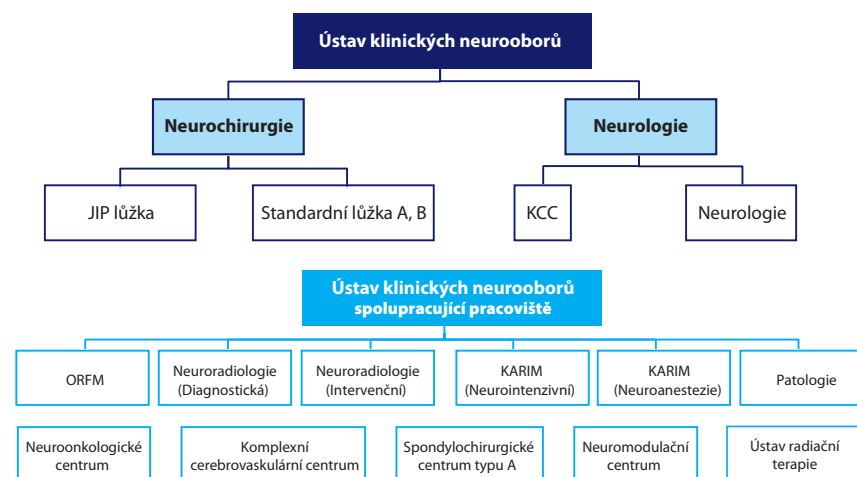 Ústav klinických neurooborů
Neurochirurgie
Neurologie
JIP lůžka
Standardní lůžka A, B
KCC
Neurologie
Ústav klinických neurooborů
spolupracující pracoviště
ORFM
Neuroradiologie
(Diagnostická)
Neuroradiologie
(Intervenční)
KARIM
(Neurointenzivní)
KARIM
(Neuroanestezie)
Patologie
Neuroonkologické
centrum
Komplexní
cerebrovaskulární centrum
Spondylochirurgické
centrum typu A
Neuromodulační
centrum
Ústav radiační
terapie